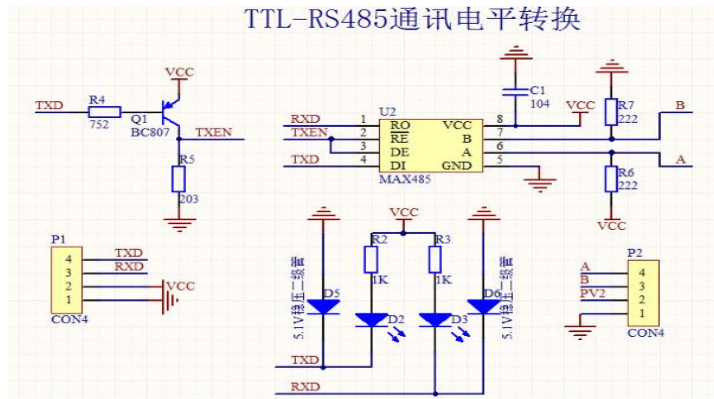 TTL-RS485通讯电平转换
VCC
TXD
R4
752
Q1
BC807
TXEN
R5
203
C1
104
VCC
R7
222
B
U2
RXD 1 RO VCC 8
TXEN 2 RE B 7
3 DE A 6
TXD 4 DI GND 5
MAX485
A
R6
222
VCC
P1
4 TXD
3 RXD
2 VCC
1
CON4
VCC
R2
1K
R3
1K
D5
5.1V稳压二级管
D2
D3
D6
5.1V稳压二级管
TXD
RXD
P2
A 4
B 3
PV2 2
1
CON4